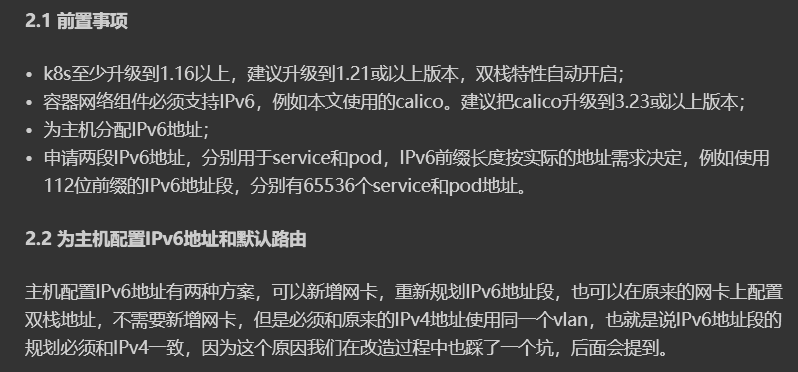 2.1 前置事项
• k8s至少升级到1.16以上，建议升级到1.21或以上版本，双栈特性自动开启；
• 容器网络组件必须支持IPv6，例如本文使用的calico。建议把calico升级到3.23或以上版本；
• 为主机分配IPv6地址；
• 申请两段IPv6地址，分别用于service和pod，IPv6前缀长度按实际的地址需求决定，例如使用
112位前缀的IPv6地址段，分别有65536个service和pod地址。
2.2 为主机配置IPv6地址和默认路由
主机配置IPv6地址有两种方案，可以新增网卡，重新规划IPv6地址段，也可以在原来的网卡上配置
双栈地址，不需要新增网卡，但是必须和原来的IPv4地址使用同一个vlan，也就是说IPv6地址段的
规划必须和IPv4一致，因为这个原因我们在改造过程中也踩了一个坑，后面会提到。